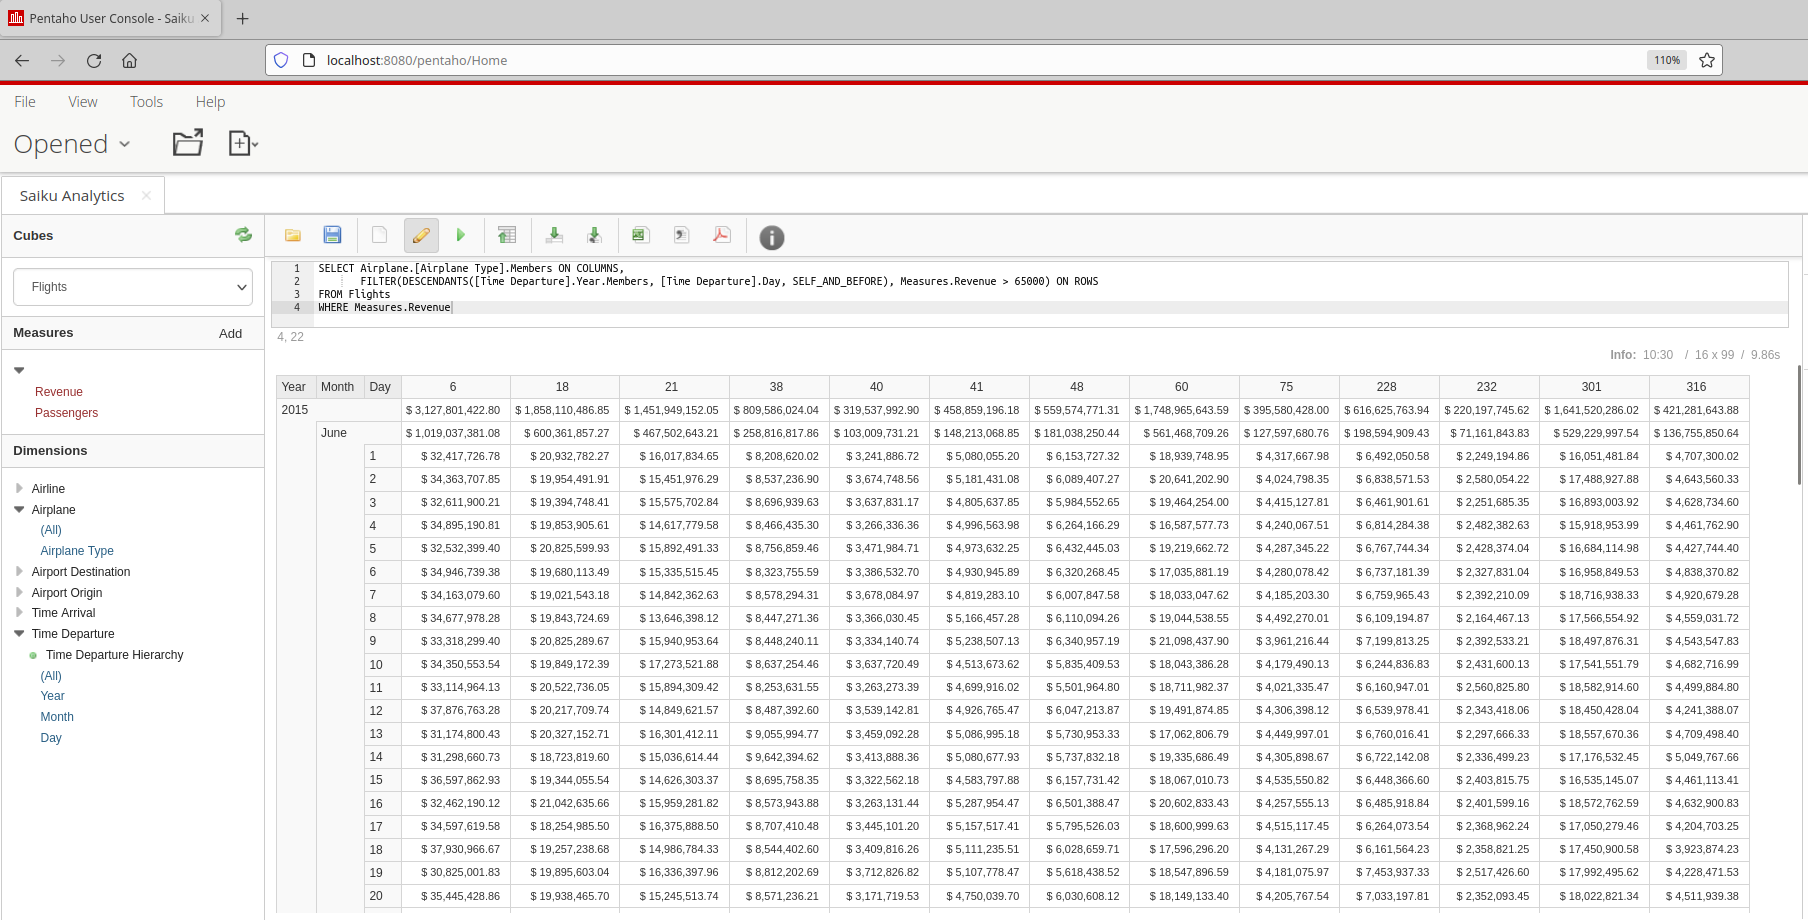 Pentaho User Console - Saiku
localhost:8080/pentaho/Home
110%
File View Tools Help
Opened
Saiku Analytics
Cubes
Flights
Measures Add
Revenue
Passengers
Dimensions
Airline
Airplane
(All)
Airplane Type
Airport Destination
Airport Origin
Time Arrival
Time Departure
Time Departure Hierarchy
(All)
Year
Month
Day
1 SELECT Airplane.[Airplane Type].Members ON COLUMNS,
2 FILTER(DESCENDANTS([Time Departure].Year.Members, [Time Departure].Day, SELF_AND_BEFORE), Measures.Revenue > 65000) ON ROWS
3 FROM Flights
4 WHERE Measures.Revenue
4, 22
Info: 10:30 / 16 x 99 / 9.86s
Year Month Day 6 18 21 38 40 41 48 60 75 228 232 301 316
2015 $ 3,127,801,422.80 $ 1,858,110,486.85 $ 1,451,949,152.05 $ 809,586,024.04 $ 319,537,992.90 $ 458,859,196.18 $ 559,574,771.31 $ 1,748,965,643.59 $ 395,580,428.00 $ 616,625,763.94 $ 220,197,745.62 $ 1,641,520,286.02 $ 421,281,643.88
June $ 1,019,037,381.08 $ 600,361,857.27 $ 467,502,643.21 $ 258,816,817.86 $ 103,009,731.21 $ 148,213,068.85 $ 181,038,250.44 $ 561,468,709.26 $ 127,597,680.76 $ 198,594,909.43 $ 71,161,843.83 $ 529,229,997.54 $ 136,755,850.64
1 $ 32,417,726.78 $ 20,932,782.27 $ 16,017,834.65 $ 8,208,620.02 $ 3,241,886.72 $ 5,080,055.20 $ 6,153,727.32 $ 18,939,748.95 $ 4,317,667.98 $ 6,492,050.58 $ 2,249,194.86 $ 16,051,481.84 $ 4,707,300.02
2 $ 34,363,707.85 $ 19,954,491.91 $ 15,451,976.29 $ 8,537,236.90 $ 3,674,748.56 $ 5,181,431.08 $ 6,089,407.27 $ 20,641,202.90 $ 4,024,798.35 $ 6,838,571.53 $ 2,580,054.22 $ 17,488,927.88 $ 4,643,560.33
3 $ 32,611,900.21 $ 19,394,748.41 $ 15,575,702.84 $ 8,696,939.63 $ 3,637,831.17 $ 4,805,637.85 $ 5,984,552.65 $ 19,464,254.00 $ 4,415,127.81 $ 6,461,901.61 $ 2,251,685.35 $ 16,893,003.92 $ 4,628,734.60
4 $ 34,895,190.81 $ 19,853,905.61 $ 14,617,779.58 $ 8,466,435.30 $ 3,266,336.36 $ 4,996,563.98 $ 6,264,166.29 $ 16,587,577.73 $ 4,240,067.51 $ 6,814,284.38 $ 2,482,382.63 $ 15,918,953.99 $ 4,461,762.90
5 $ 32,532,399.40 $ 20,825,599.93 $ 15,892,491.33 $ 8,756,859.46 $ 3,471,984.71 $ 4,973,632.25 $ 6,432,445.03 $ 19,219,662.72 $ 4,287,345.22 $ 6,767,744.34 $ 2,428,374.04 $ 16,684,114.98 $ 4,427,744.40
6 $ 34,946,739.38 $ 19,680,113.49 $ 15,335,515.45 $ 8,323,755.59 $ 3,386,532.70 $ 4,930,945.89 $ 6,320,268.45 $ 17,035,881.19 $ 4,280,078.42 $ 6,737,181.39 $ 2,327,831.04 $ 16,958,849.53 $ 4,838,370.82
7 $ 34,163,079.60 $ 19,021,543.18 $ 14,842,362.63 $ 8,578,294.31 $ 3,678,084.97 $ 4,819,283.10 $ 6,007,847.58 $ 18,033,047.62 $ 4,185,203.30 $ 6,759,965.43 $ 2,392,210.09 $ 18,716,938.33 $ 4,920,679.28
8 $ 34,677,978.28 $ 19,843,724.69 $ 13,646,398.12 $ 8,447,271.36 $ 3,366,030.45 $ 5,166,457.28 $ 6,110,094.26 $ 19,044,538.55 $ 4,492,270.01 $ 6,109,194.87 $ 2,164,467.13 $ 17,566,554.92 $ 4,559,031.72
9 $ 33,318,299.40 $ 20,825,289.67 $ 15,940,953.64 $ 8,448,240.11 $ 3,334,140.74 $ 5,238,507.13 $ 6,340,957.19 $ 21,098,437.90 $ 3,961,216.44 $ 7,199,813.25 $ 2,392,533.21 $ 18,497,876.31 $ 4,543,547.83
10 $ 34,350,553.54 $ 19,849,172.39 $ 17,273,521.88 $ 8,637,254.46 $ 3,637,720.49 $ 4,513,673.62 $ 5,835,409.53 $ 18,043,386.28 $ 4,179,490.13 $ 6,244,836.83 $ 2,431,600.13 $ 17,541,551.79 $ 4,682,716.99
11 $ 33,114,964.13 $ 20,522,736.05 $ 15,894,309.42 $ 8,253,631.55 $ 3,263,273.39 $ 4,699,916.02 $ 5,501,964.80 $ 18,711,982.37 $ 4,021,335.47 $ 6,160,947.01 $ 2,560,825.80 $ 18,582,914.60 $ 4,499,884.80
12 $ 37,876,763.28 $ 20,217,709.74 $ 14,849,621.57 $ 8,487,392.60 $ 3,539,142.81 $ 4,926,765.47 $ 6,047,213.87 $ 19,491,874.85 $ 4,306,398.12 $ 6,539,978.41 $ 2,343,418.06 $ 18,450,428.04 $ 4,241,388.07
13 $ 31,174,800.43 $ 20,327,152.71 $ 16,301,412.11 $ 9,055,994.77 $ 3,459,092.28 $ 5,086,995.18 $ 5,730,953.33 $ 17,062,806.79 $ 4,449,997.01 $ 6,760,016.41 $ 2,297,666.33 $ 18,557,670.36 $ 4,709,498.40
14 $ 31,298,660.73 $ 18,723,819.60 $ 15,036,614.44 $ 9,642,394.62 $ 3,413,888.36 $ 5,080,677.93 $ 5,737,832.18 $ 19,335,686.49 $ 4,305,898.67 $ 6,722,142.08 $ 2,336,499.23 $ 17,176,532.45 $ 5,049,767.66
15 $ 36,597,862.93 $ 19,344,055.54 $ 14,626,303.37 $ 8,695,758.35 $ 3,322,562.18 $ 4,583,797.88 $ 6,157,731.42 $ 18,067,010.73 $ 4,535,550.82 $ 6,448,366.60 $ 2,403,815.75 $ 16,535,145.07 $ 4,461,113.41
16 $ 32,462,190.12 $ 21,042,635.66 $ 15,959,281.82 $ 8,573,943.88 $ 3,263,131.44 $ 5,287,954.47 $ 6,501,388.47 $ 20,602,833.43 $ 4,257,555.13 $ 6,485,918.84 $ 2,401,599.16 $ 18,572,762.59 $ 4,632,900.83
17 $ 34,597,619.58 $ 18,254,985.50 $ 16,375,888.50 $ 8,707,410.48 $ 3,445,101.20 $ 5,157,517.41 $ 5,795,526.03 $ 18,600,999.63 $ 4,515,117.45 $ 6,264,073.54 $ 2,368,962.24 $ 17,050,279.46 $ 4,204,703.25
18 $ 37,930,966.67 $ 19,257,238.68 $ 14,986,784.33 $ 8,544,402.60 $ 3,409,816.26 $ 5,111,235.51 $ 6,028,659.71 $ 17,596,296.20 $ 4,131,267.29 $ 6,161,564.23 $ 2,358,821.25 $ 17,450,900.58 $ 3,923,874.23
19 $ 30,825,001.83 $ 19,895,603.04 $ 16,336,397.96 $ 8,812,202.69 $ 3,712,826.82 $ 5,107,778.47 $ 5,618,438.52 $ 18,547,896.59 $ 4,181,075.97 $ 7,453,937.33 $ 2,517,426.60 $ 17,992,495.62 $ 4,228,471.53
20 $ 35,445,428.86 $ 19,938,465.70 $ 15,245,513.74 $ 8,571,236.21 $ 3,171,719.53 $ 4,750,039.70 $ 6,030,608.12 $ 18,149,133.40 $ 4,205,767.54 $ 7,033,197.81 $ 2,352,093.45 $ 18,022,821.34 $ 4,511,939.38